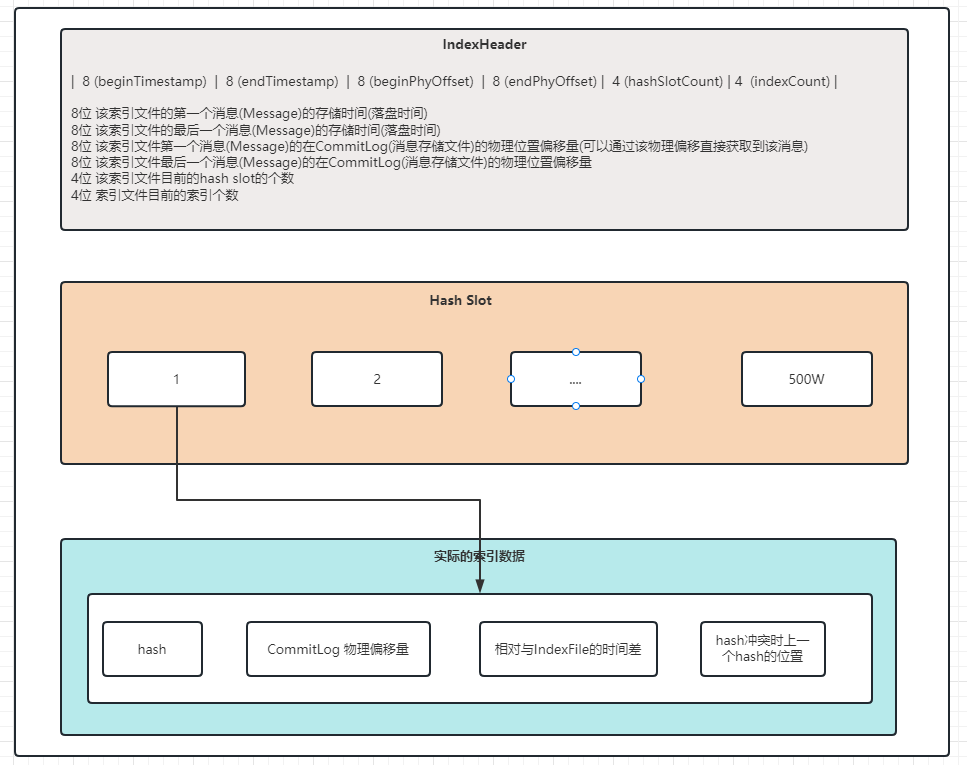 IndexHeader
| 8 (beginTimestamp) | 8 (endTimestamp) | 8 (beginPhyOffset) | 8 (endPhyOffset) | 4 (hashSlotCount) | 4 (indexCount) |
8位 该索引文件的第一个消息(Message)的存储时间(落盘时间)
8位 该索引文件的最后一个消息(Message)的存储时间(落盘时间)
8位 该索引文件第一个消息(Message)的在CommitLog(消息存储文件)的物理位置偏移量(可以通过该物理偏移直接获取到该消息)
8位 该索引文件最后一个消息(Message)的在CommitLog(消息存储文件)的物理位置偏移量
4位 该索引文件目前的hash slot的个数
4位 索引文件目前的索引个数
Hash Slot
1
2
....
500W
实际的索引数据
hash
CommitLog 物理偏移量
相对与IndexFile的时间差
hash冲突时上一
个hash的位置